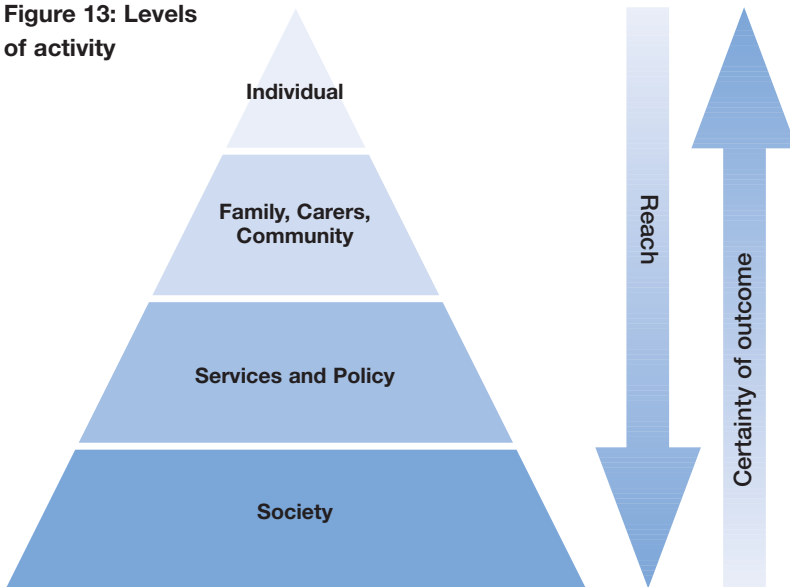 Figure 13: Levels
of activity
Individual
Family, Carers,
Community
Services and Policy
Society
Reach
Certainty of outcome